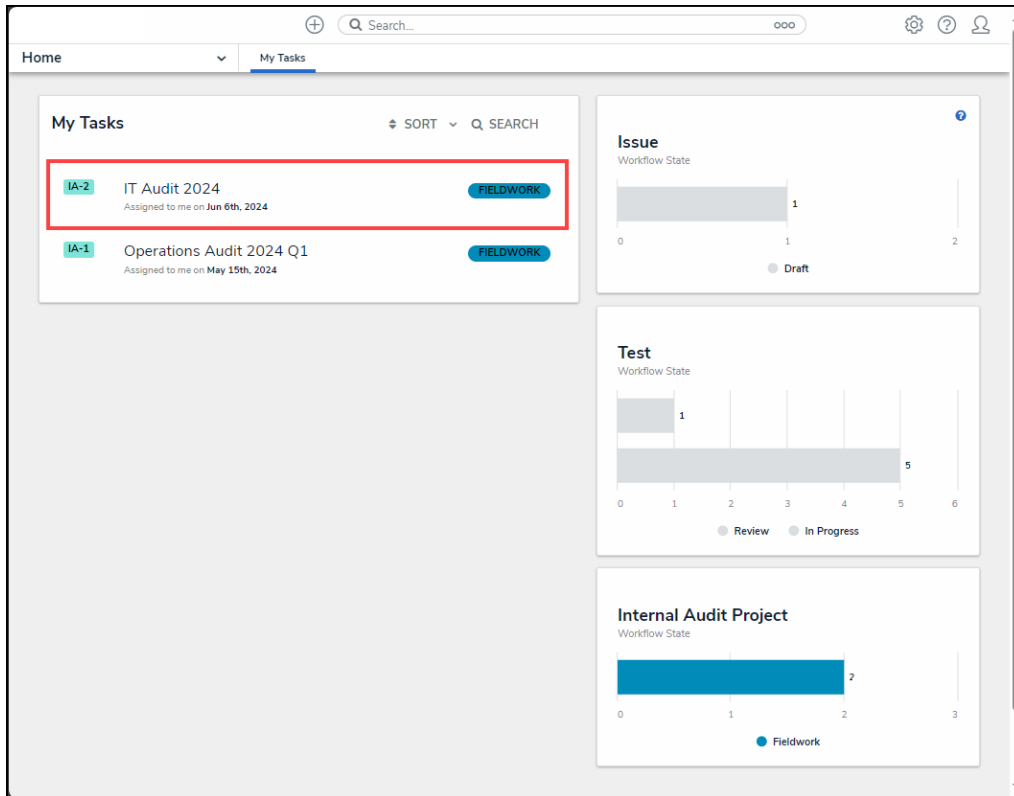 Search...
Home
My Tasks
My Tasks
SORT
SEARCH
IA-2
IT Audit 2024
FIELDWORK
Assigned to me on Jun 6th, 2024
IA-1
Operations Audit 2024 Q1
FIELDWORK
Assigned to me on May 15th, 2024
Issue
Workflow State
1
0 1 2
Draft
Test
Workflow State
1
5
0 1 2 3 4 5 6
Review In Progress
Internal Audit Project
Workflow State
2
0 1 2 3
Fieldwork